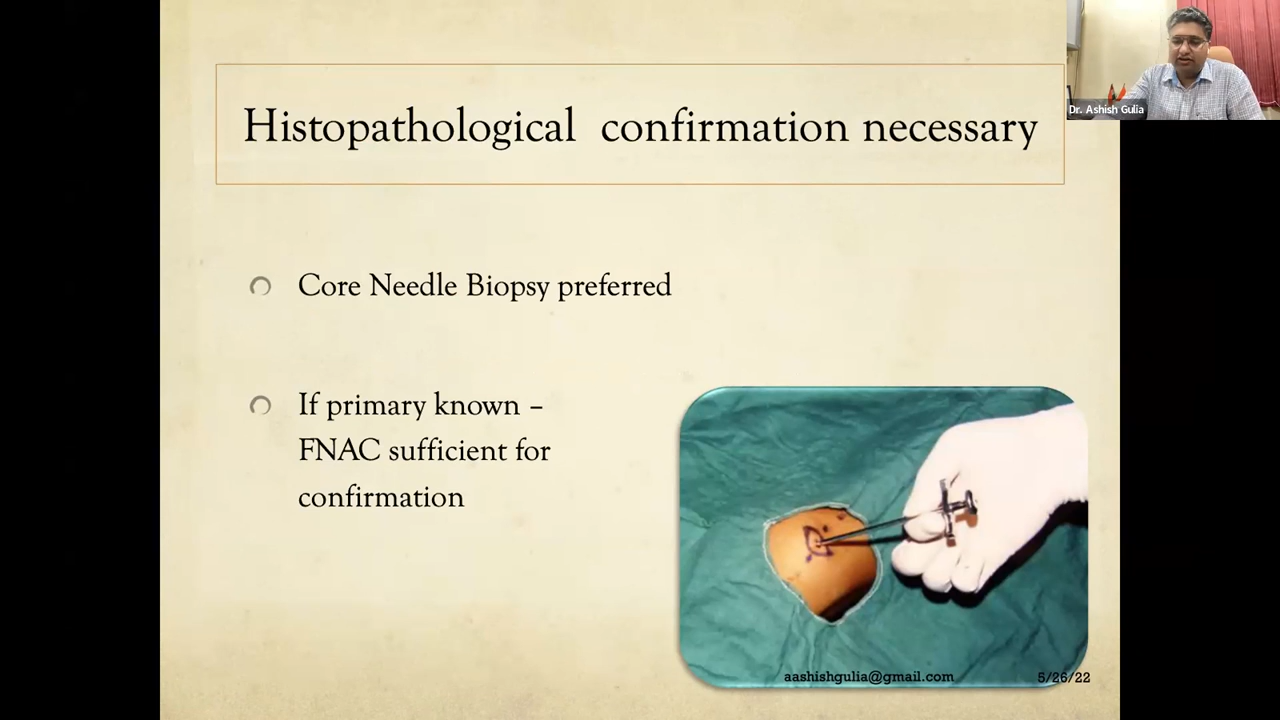 Histopathological confirmation necessary
Dr. Ashish Gulia
Core Needle Biopsy preferred
If primary known –
FNAC sufficient for
confirmation
aashishgulia@gmail.com
5/26/22